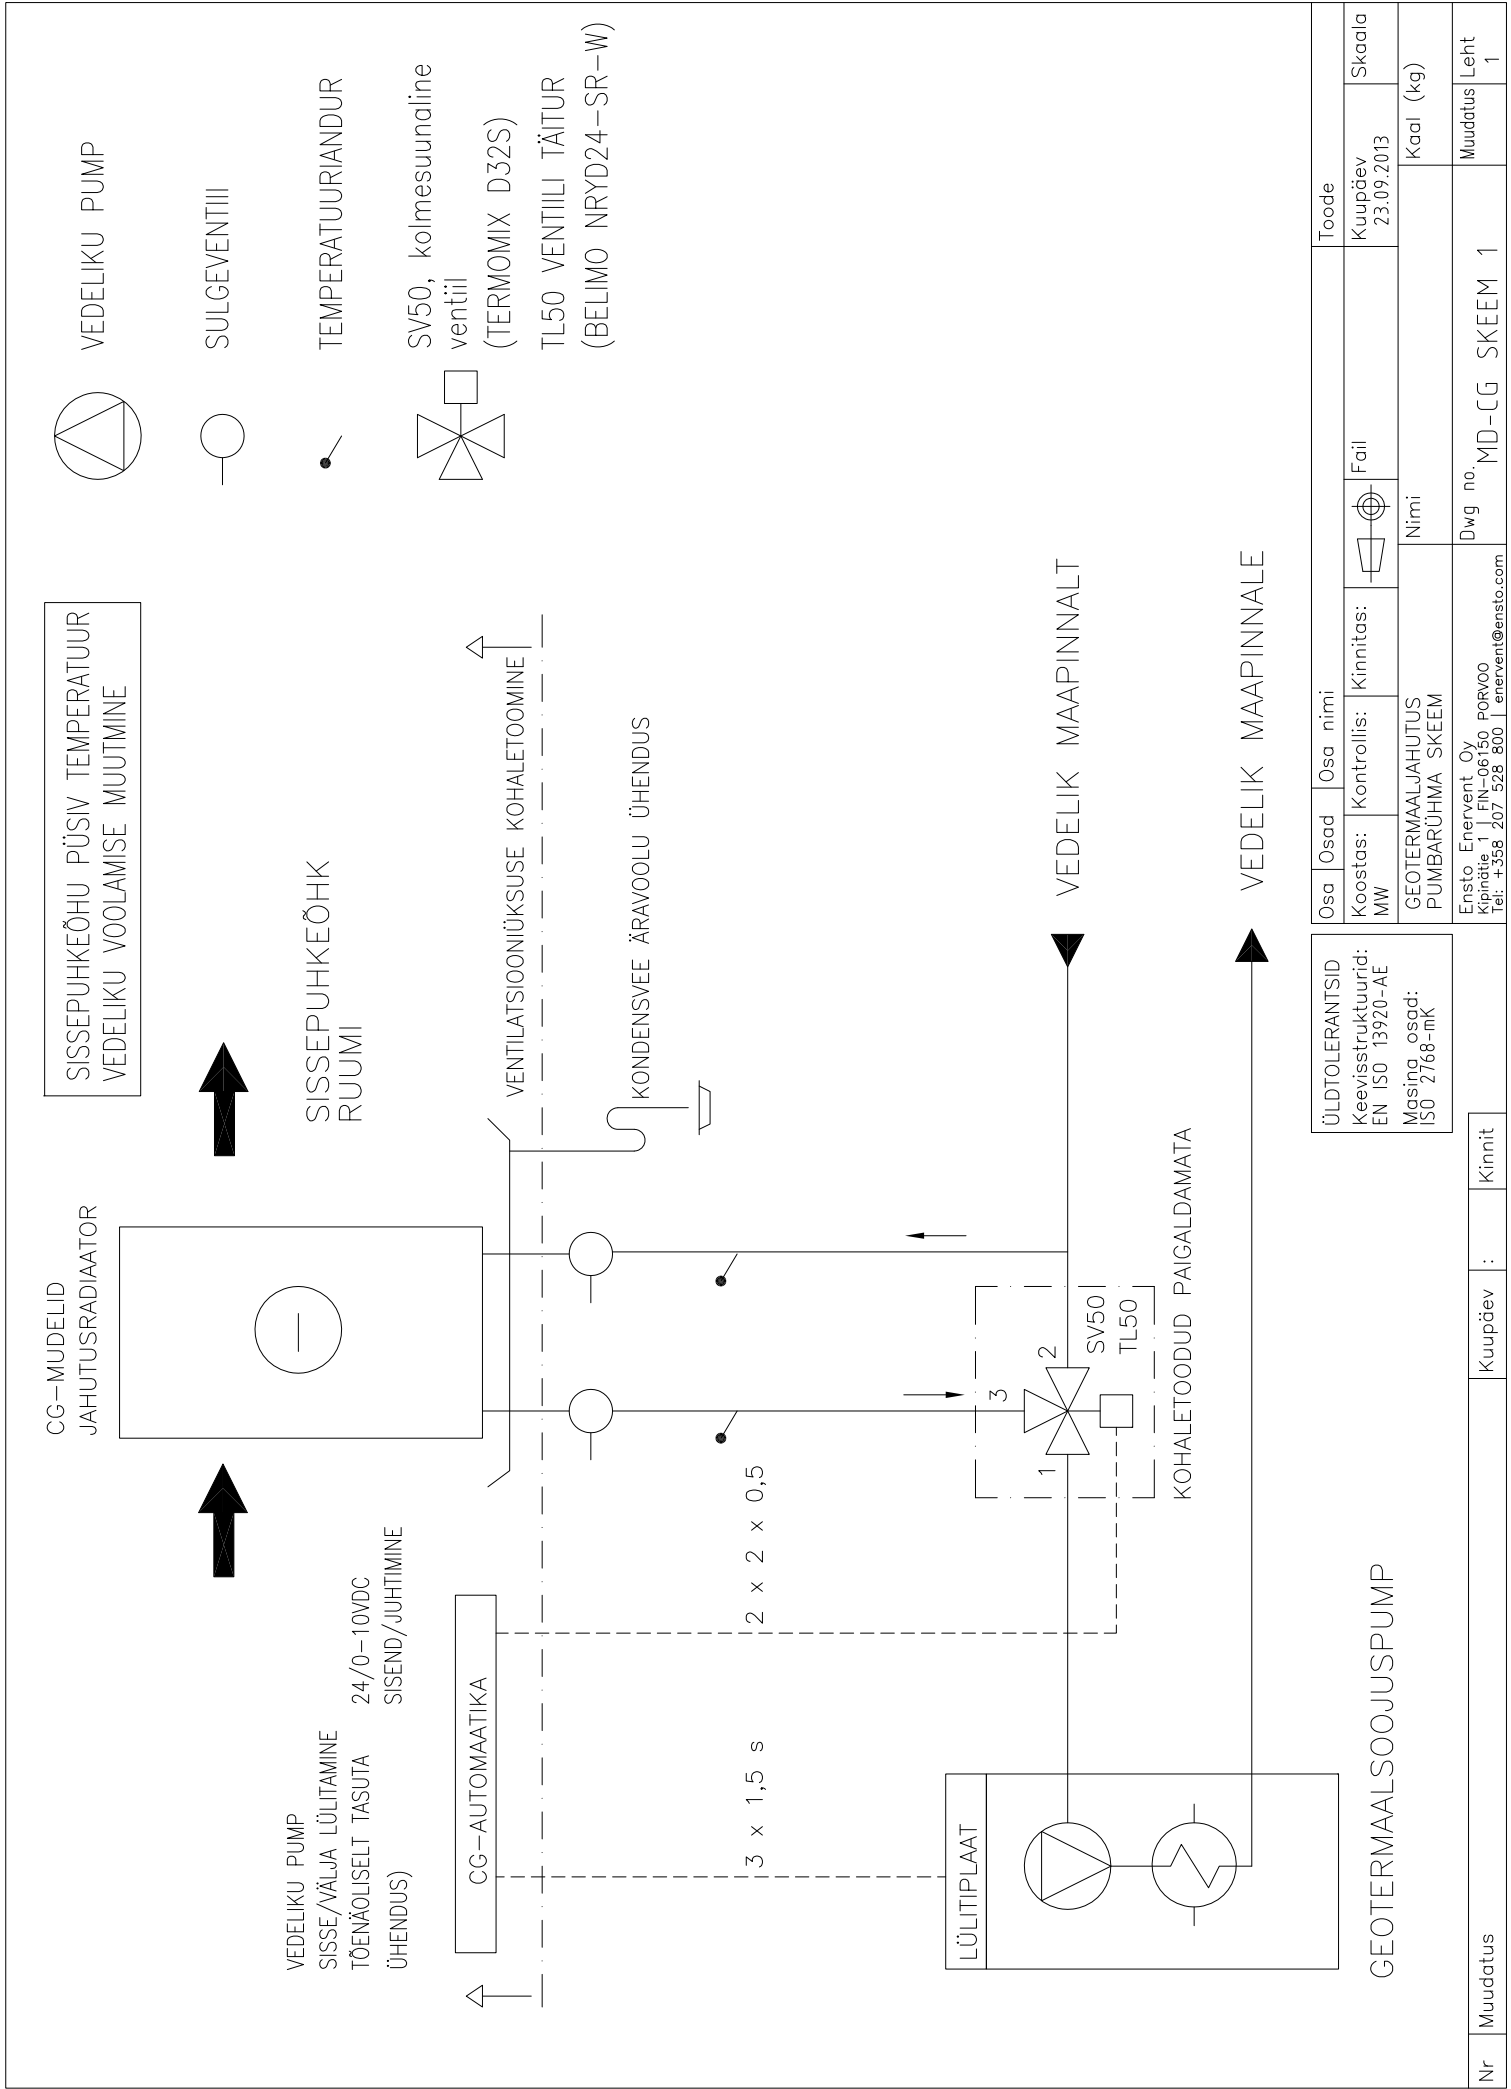 SISSEPUHKEÕHU PÜSIV TEMPERATUUR
VEDELIKU VOOLAMISE MUUTMINE
VEDELIKU PUMP
SULGEVENTIIL
TEMPERATUURIANDUR
SV50, kolmesuunaline
ventiil
(TERMOMIX D32S)
TL50 VENTIILI TÄITUR
(BELIMO NRYD24-SR-W)
CG-MUDELID
JAHUTUSRADIAATOR
SISSEPUHKEÕHK
RUUMI
VEDELIKU PUMP
SISSE/VÄLJA LÜLITAMINE
TÕENÄOLISELT TASUTA
ÜHENDUS)
24/0-10VDC
SISEND/JUHTIMINE
CG-AUTOMAATIKA
VENTILATSIOONIÜKSUSE KOHALETOOMINE
KONDENSVEE ÄRAVOOLU ÜHENDUS
3 x 1,5 s
2 x 2 x 0,5
LÜLITIPLAAT
3
1
2
SV50
TL50
KOHALETOODUD PAIGALDAMATA
VEDELIK MAAPINNALT
VEDELIK MAAPINNALE
GEOTERMAALSOOJUSPUMP
ÜLDTOLERANTSID
Keevisstruktuurid:
EN ISO 13920-AE
Masina osad:
ISO 2768-mK
Osa
Osad
Osa nimi
Toode
Koostas:
MW
Kontrollis:
Kinnitas:
Fail
Kuupäev
23.09.2013
Skaala
GEOTERMAALJAHUTUS
PUMBARÜHMA SKEEM
Nimi
Kaal (kg)
Ensto Enervent Oy
Kipinätie 1 | FIN-06150 PORVOO
Tel: +358 207 528 800 | enervent@ensto.com
Dwg no.
MD-CG SKEEM 1
Muudatus
Leht
1
Nr
Muudatus
Kuupäev
:
Kinnit